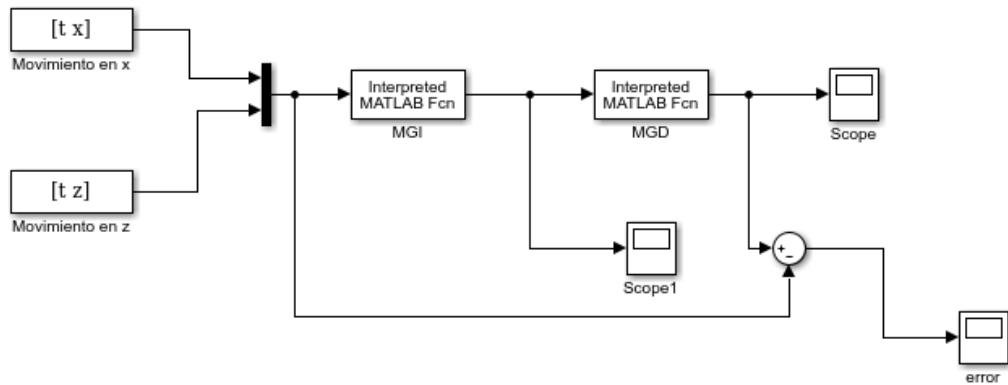 [t x]
Movimiento en x
[t z]
Movimiento en z
Interpreted
MATLAB Fcn
MGI
Interpreted
MATLAB Fcn
MGD
Scope
Scope1
+
−
error